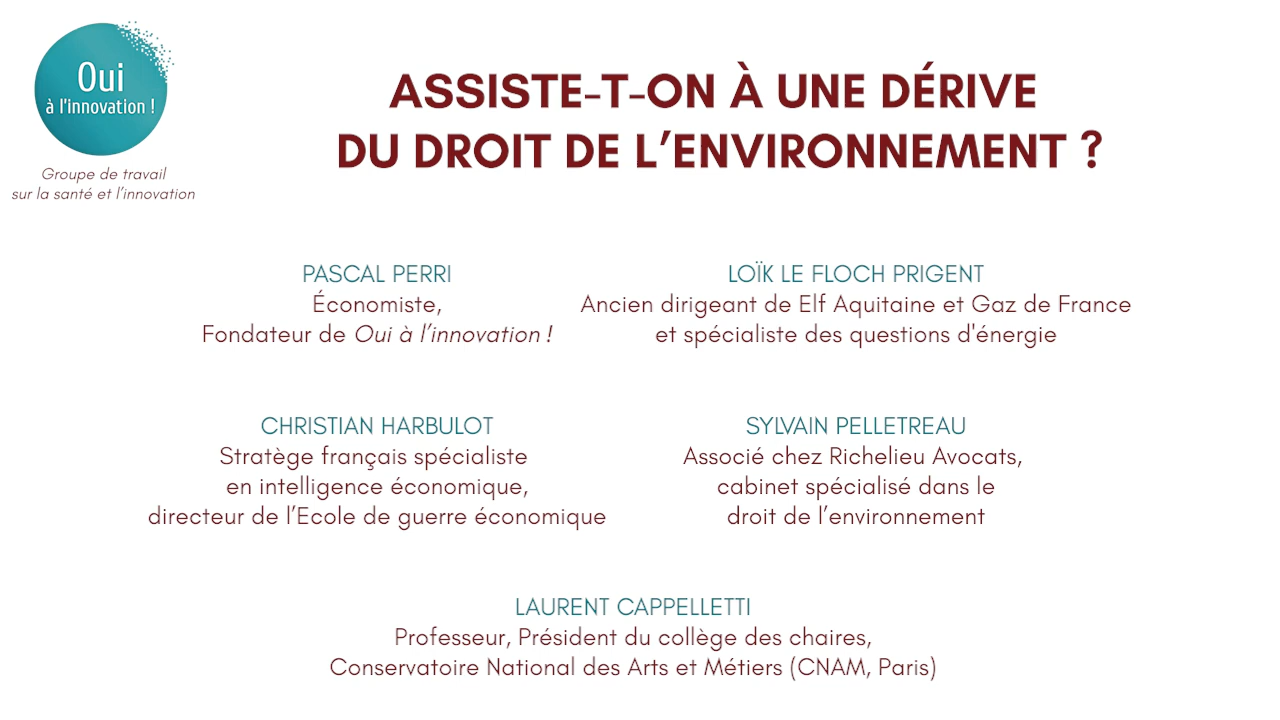 Oui
à l'innovation !
Groupe de travail
sur la santé et l’innovation
ASSISTE-T-ON À UNE DÉRIVE
DU DROIT DE L’ENVIRONNEMENT ?
PASCAL PERRI
Économiste,
Fondateur de Oui à l’innovation !
LOÏK LE FLOCH PRIGENT
Ancien dirigeant de Elf Aquitaine et Gaz de France
et spécialiste des questions d'énergie
CHRISTIAN HARBULOT
Stratège français spécialiste
en intelligence économique,
directeur de l’Ecole de guerre économique
SYLVAIN PELLETREAU
Associé chez Richelieu Avocats,
cabinet spécialisé dans le
droit de l’environnement
LAURENT CAPPELLETTI
Professeur, Président du collège des chaires,
Conservatoire National des Arts et Métiers (CNAM, Paris)